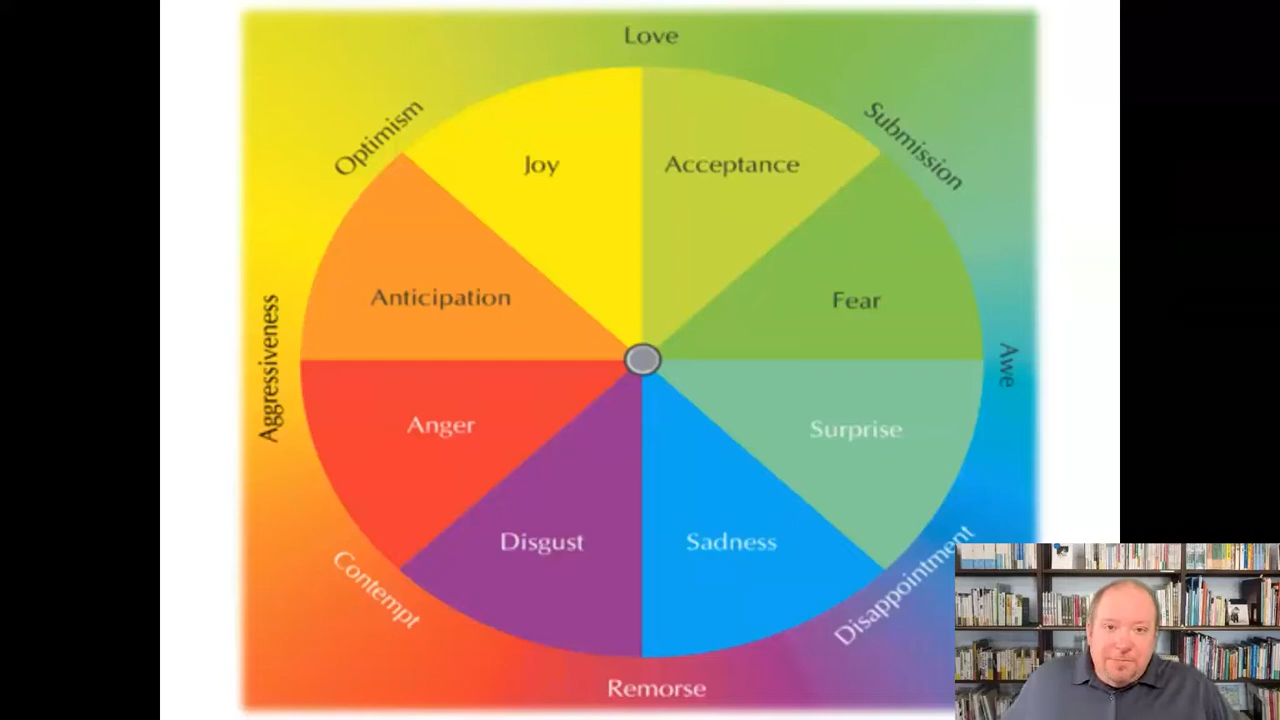 Love
Optimism
Submission
Joy
Acceptance
Anticipation
Fear
Aggressiveness
Awe
Anger
Surprise
Disgust
Sadness
Contempt
Disappointment
Remorse